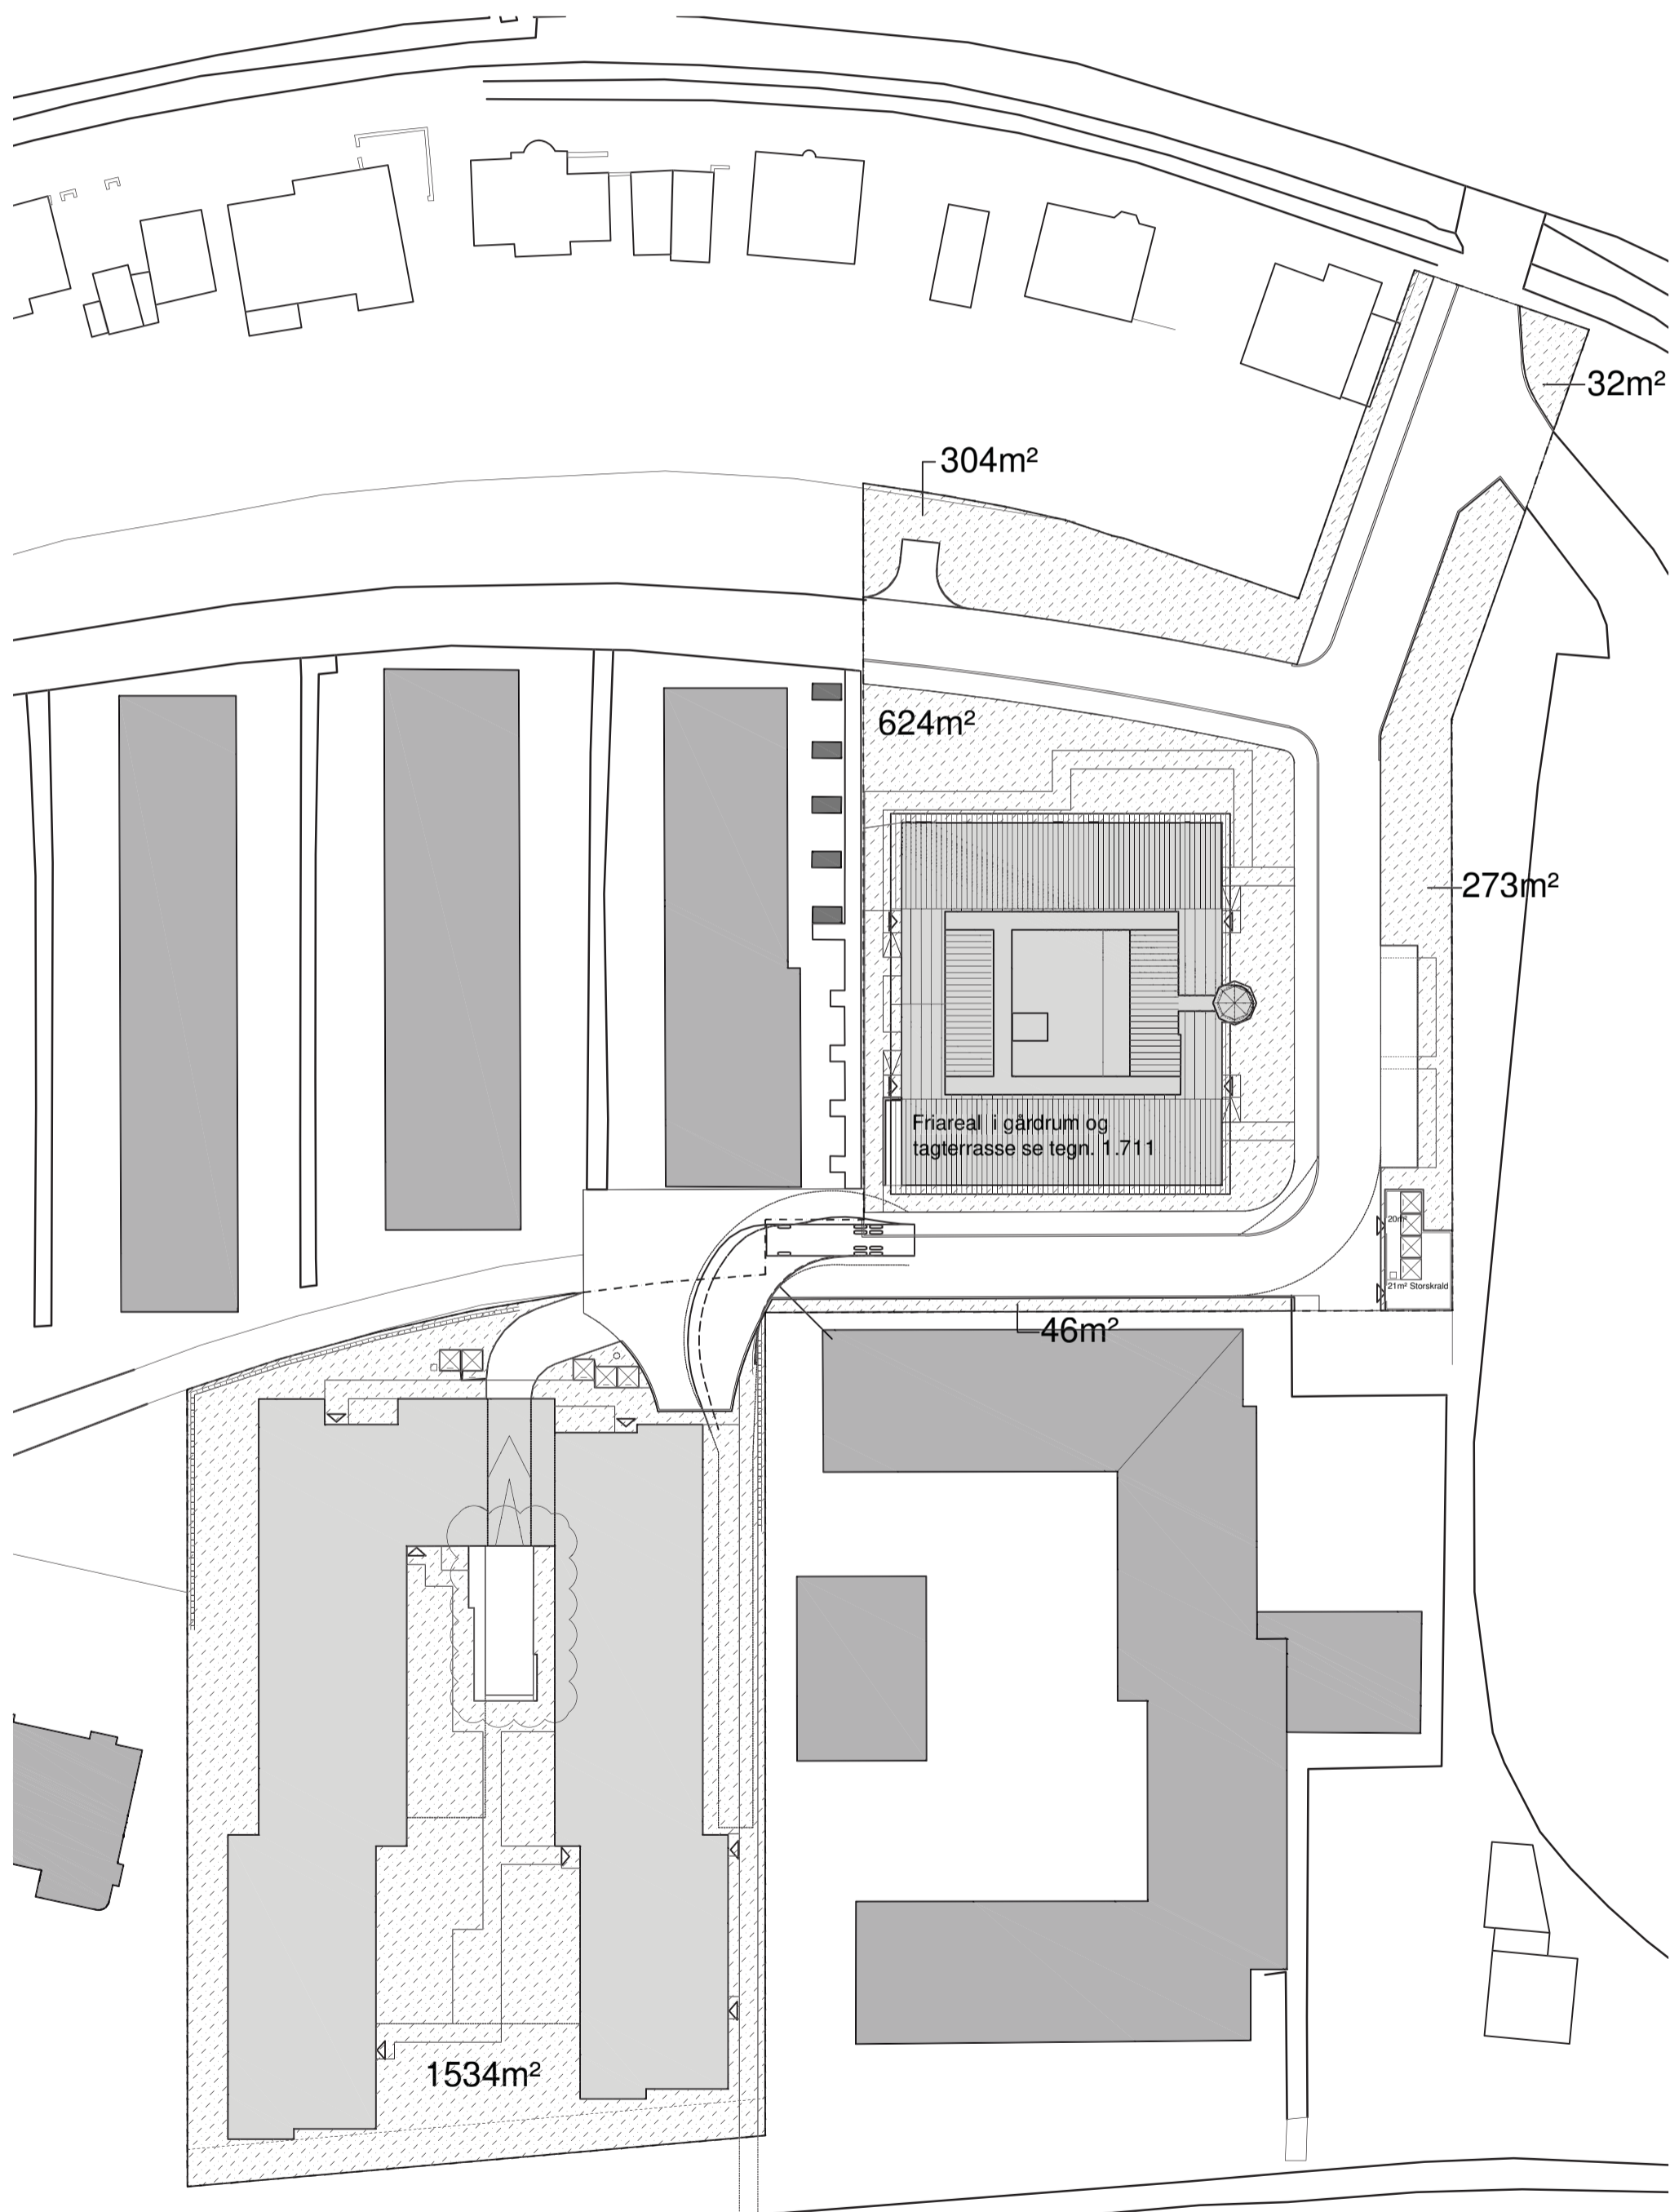 32m²
304m²
624m²
273m²
Friareal i gårdrum og
tagterrasse se tegn. 1.711
20m²
21m² Storskrald
46m²
1534m²